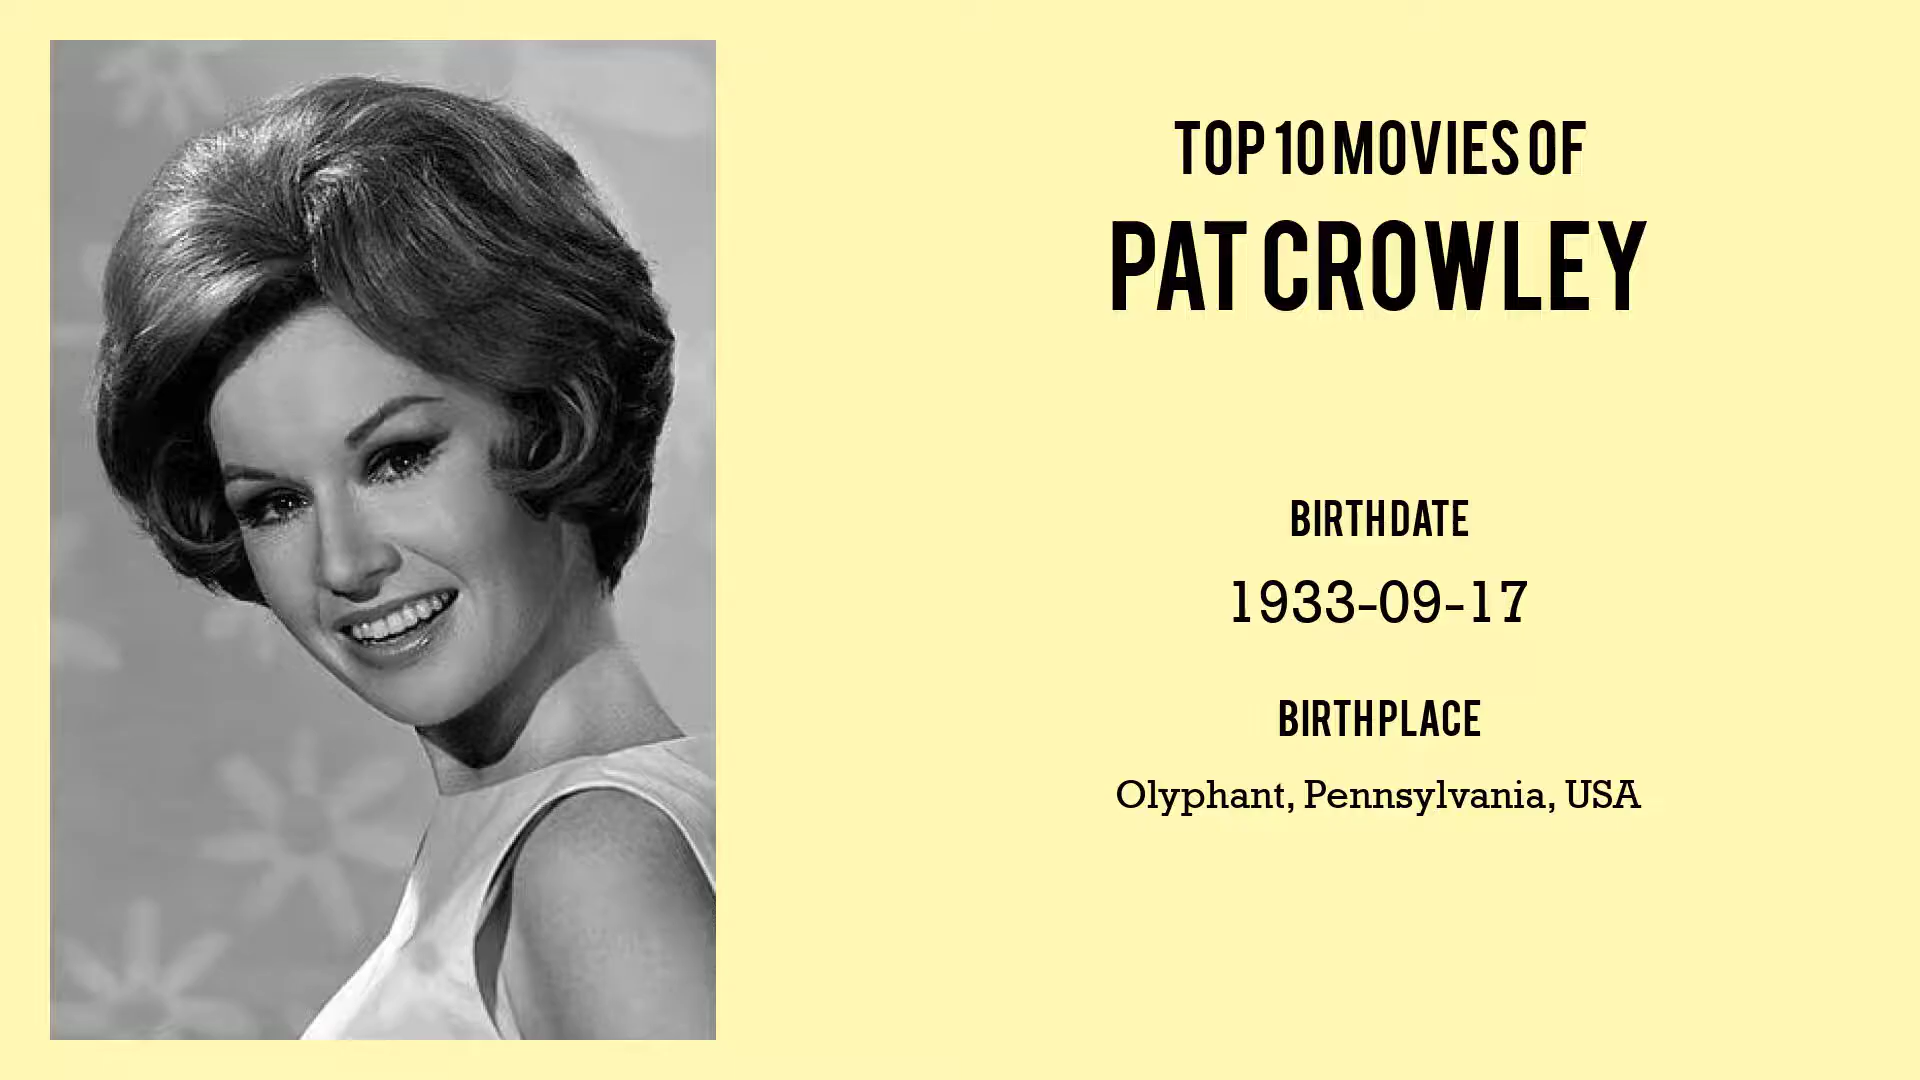 TOP 10 MOVIES OF
PAT CROWLEY
BIRTHDATE
1933-09-17
BIRTHPLACE
Olyphant, Pennsylvania, USA